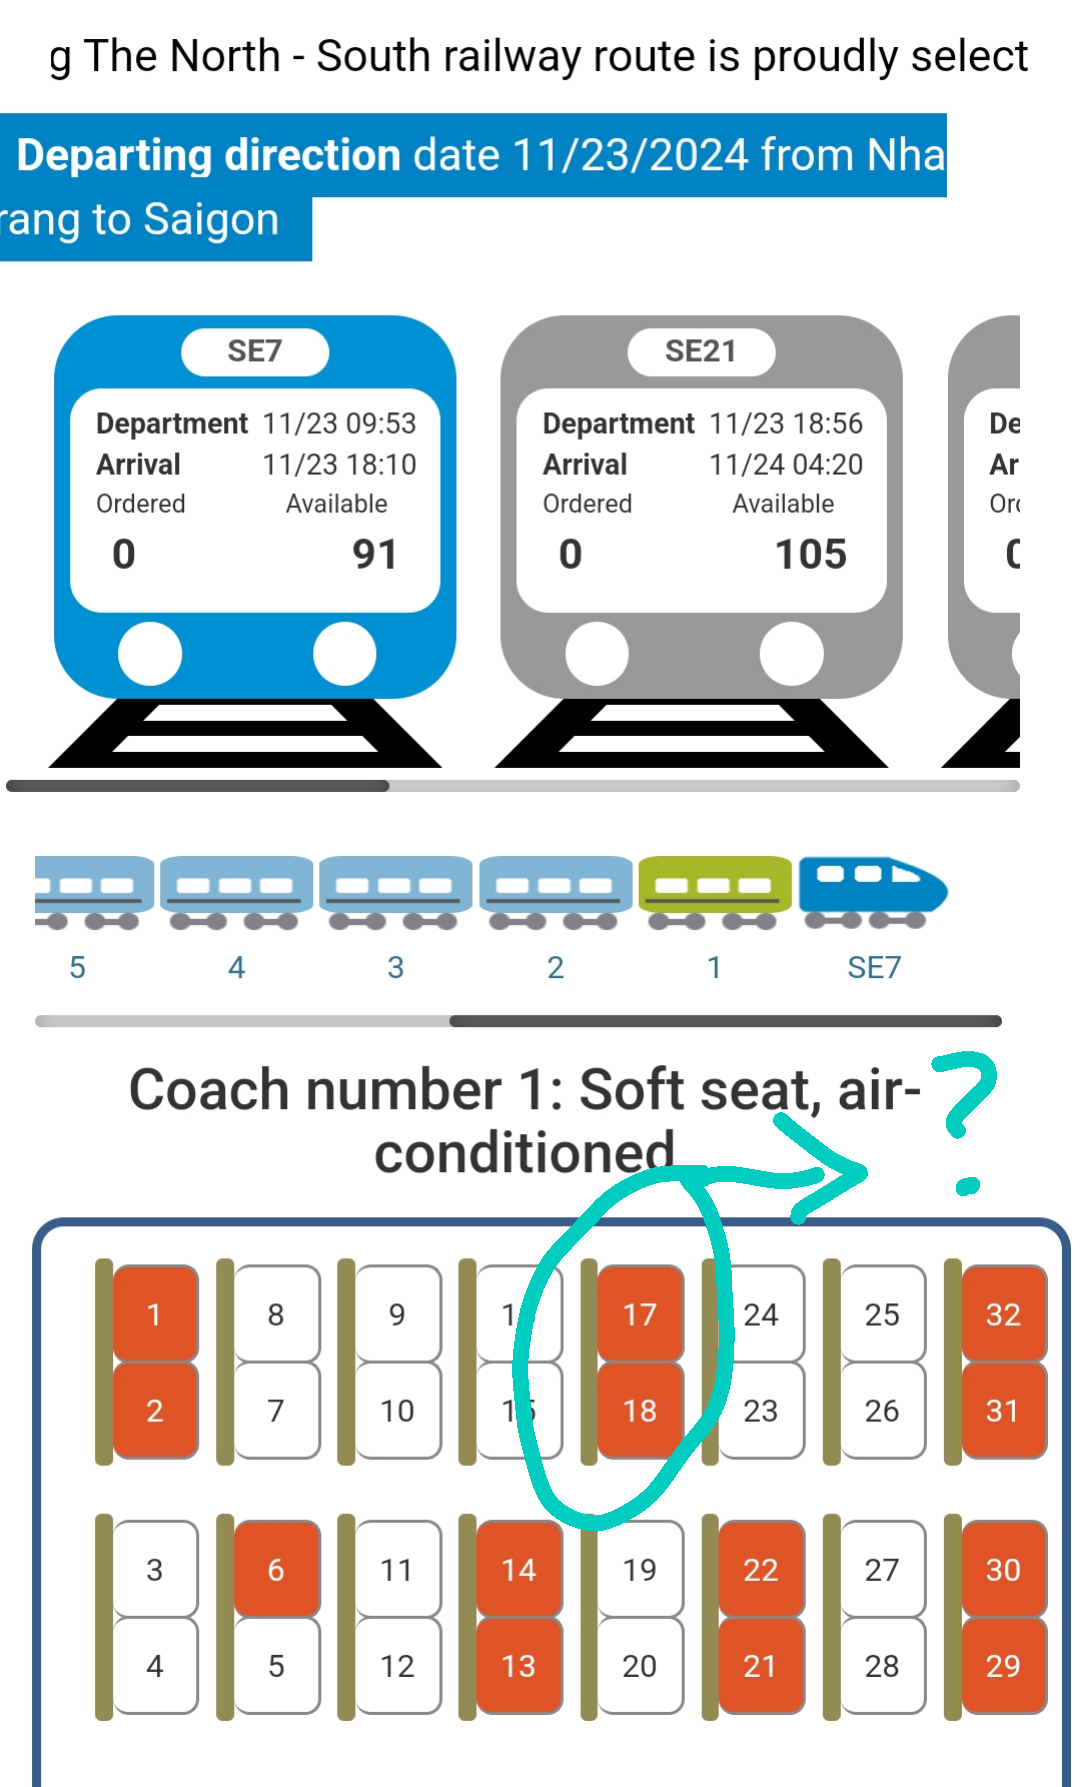 g The North - South railway route is proudly select
Departing direction date 11/23/2024 from Nha
rang to Saigon
SE7
Department 11/23 09:53
Arrival 11/23 18:10
Ordered Available
0 91
SE21
Department 11/23 18:56
Arrival 11/24 04:20
Ordered Available
0 105
De
Ar
Orc
5 4 3 2 1 SE7
Coach number 1: Soft seat, air-
conditioned
?
1 8 9 1 17 24 25 32
2 7 10 15 18 23 26 31
3 6 11 14 19 22 27 30
4 5 12 13 20 21 28 29